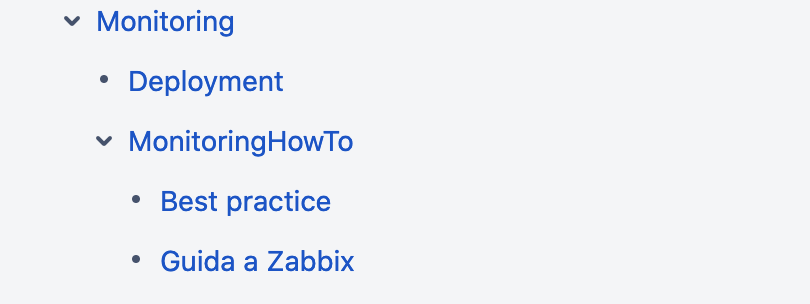 Monitoring
Deployment
MonitoringHowTo
Best practice
Guida a Zabbix